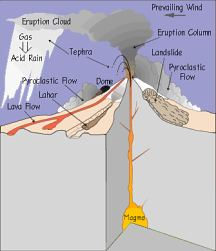 Prevailing Wind
Eruption Cloud
Eruption Column
Gas
Tephra
Landslide
Acid Rain
Pyroclastic Flow
Dome
Pyroclastic
Flow
Lahar
Lava Flow
Magma